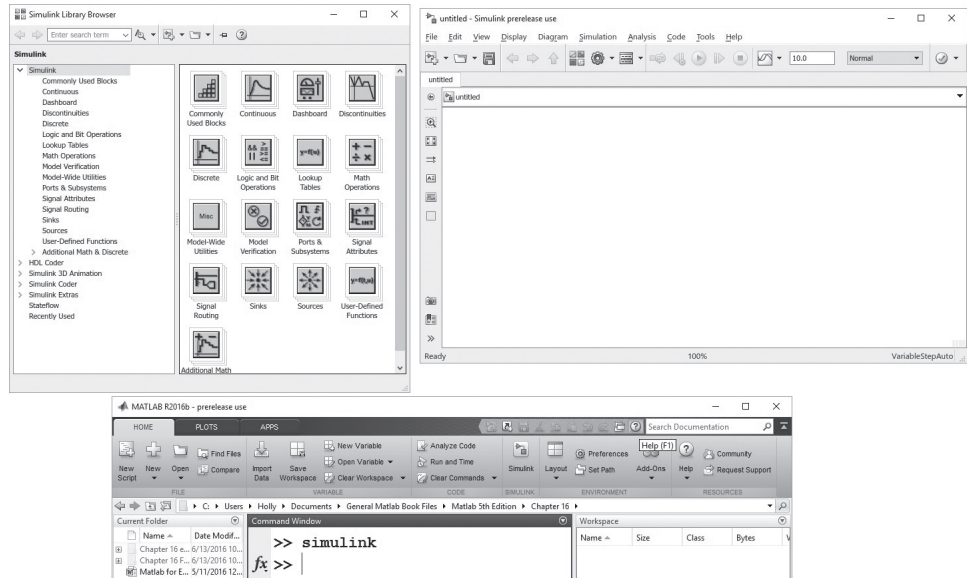 Simulink Library Browser
Enter search term
Simulink
Simulink
Commonly Used Blocks
Continuous
Dashboard
Discontinuities
Discrete
Logic and Bit Operations
Lookup Tables
Math Operations
Model Verification
Model-Wide Utilities
Ports & Subsystems
Signal Attributes
Signal Routing
Sinks
Sources
User-Defined Functions
Additional Math & Discrete
HDL Coder
Simulink 3D Animation
Simulink Coder
Simulink Extras
Stateflow
Recently Used
Commonly Used Blocks
Continuous
Dashboard
Discontinuities
Discrete
Logic and Bit Operations
y=f(u)
Lookup Tables
Math Operations
Misc
Model-Wide Utilities
Model Verification
Ports & Subsystems
Signal Attributes
Signal Routing
Sinks
Sources
y=f(u)
User-Defined Functions
Additional Math
untitled - Simulink prerelease use
File Edit View Display Diagram Simulation Analysis Code Tools Help
10.0 Normal
untitled
untitled
Ready 100% VariableStepAuto
MATLAB R2016b - prerelease use
HOME PLOTS APPS Search Documentation
New Script New Open Find Files Compare
Import Data Save Workspace New Variable Open Variable Clear Workspace
Analyze Code Run and Time Clear Commands
Simulink Layout Preferences Set Path Add-Ons Help (F1) Help Community Request Support
FILE VARIABLE CODE SIMULINK ENVIRONMENT RESOURCES
C: Users Holly Documents General Matlab Book Files Matlab 5th Edition Chapter 16
Current Folder Command Window Workspace
Name Date Modif... Name Size Class Bytes
Chapter 16 e... 6/13/2016 10...
Chapter 16 F... 6/13/2016 10...
Matlab for E... 5/11/2016 12...
>> simulink
fx >>